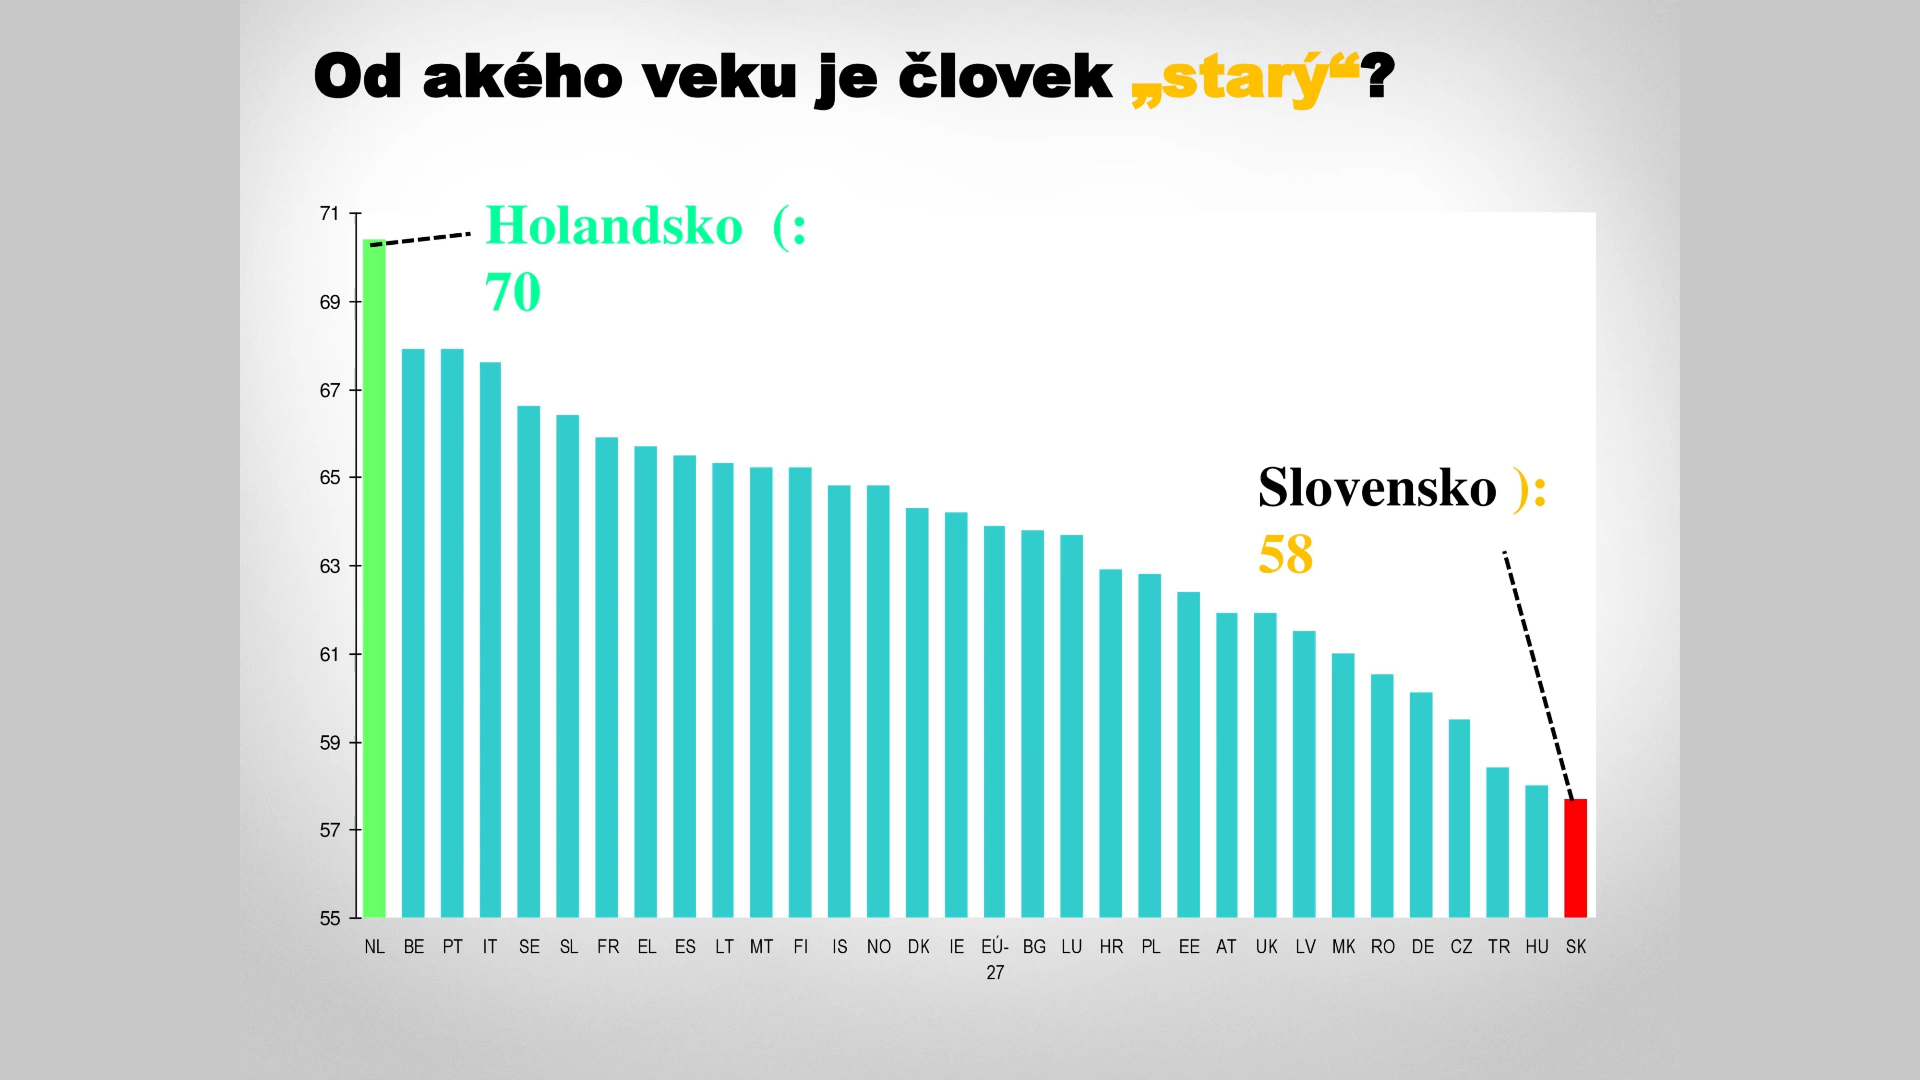 Od akého veku je človek „starý“?
Holandsko (:
70
Slovensko ):
58
71
69
67
65
63
61
59
57
55
NL BE PT IT SE SL FR EL ES LT MT FI IS NO DK IE EÚ-27 BG LU HR PL EE AT UK LV MK RO DE CZ TR HU SK